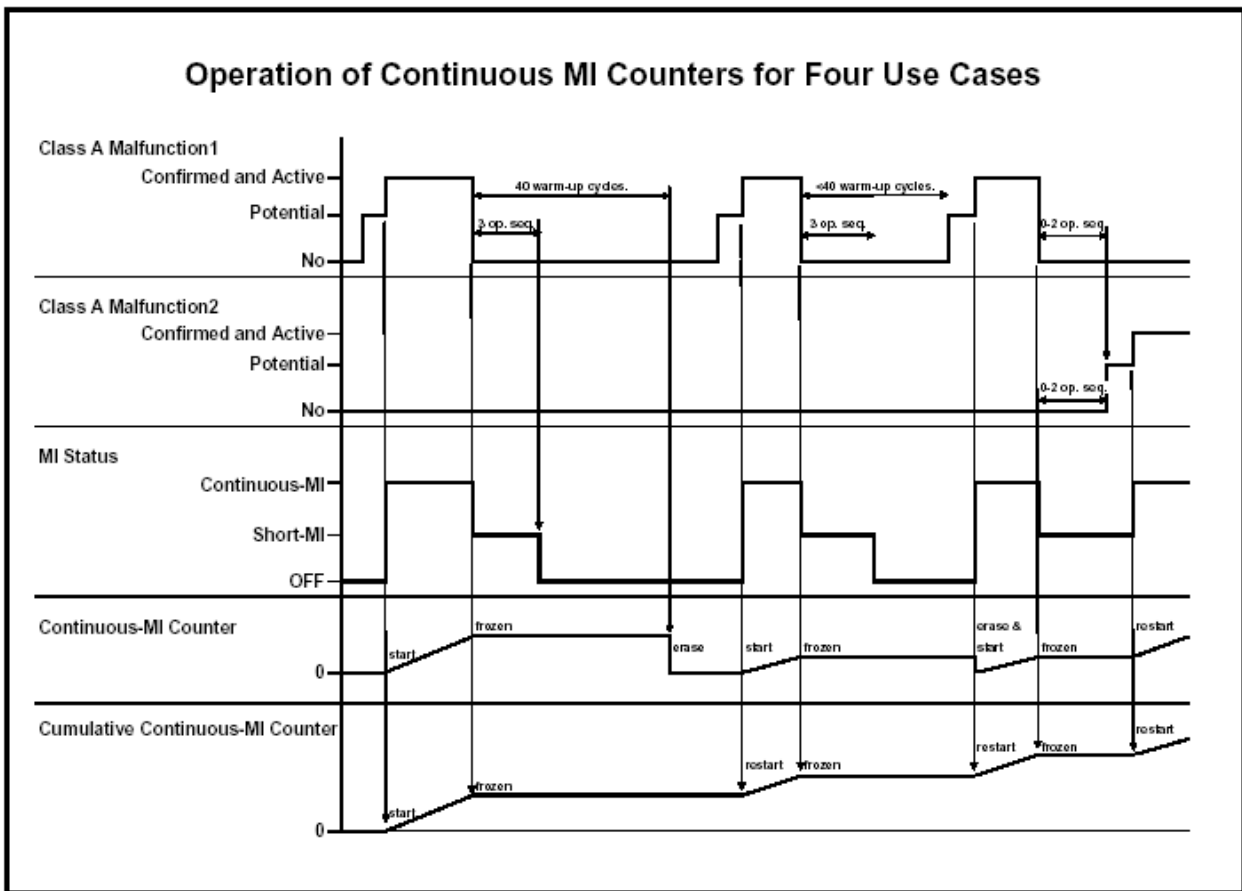 Operation of Continuous MI Counters for Four Use Cases
Class A Malfunction1
Confirmed and Active
40 warm-up cycles.
<40 warm-up cycles.
Potential
3 op. seq.
3 op. seq.
0-2 op. seq.
No
Class A Malfunction2
Confirmed and Active
Potential
0-2 op. seq.
No
MI Status
Continuous-MI
Short-MI
OFF
Continuous-MI Counter
frozen
erase &
start
restart
start
erase
start
frozen
frozen
0
Cumulative Continuous-MI Counter
restart
restart
frozen
restart
frozen
frozen
start
0